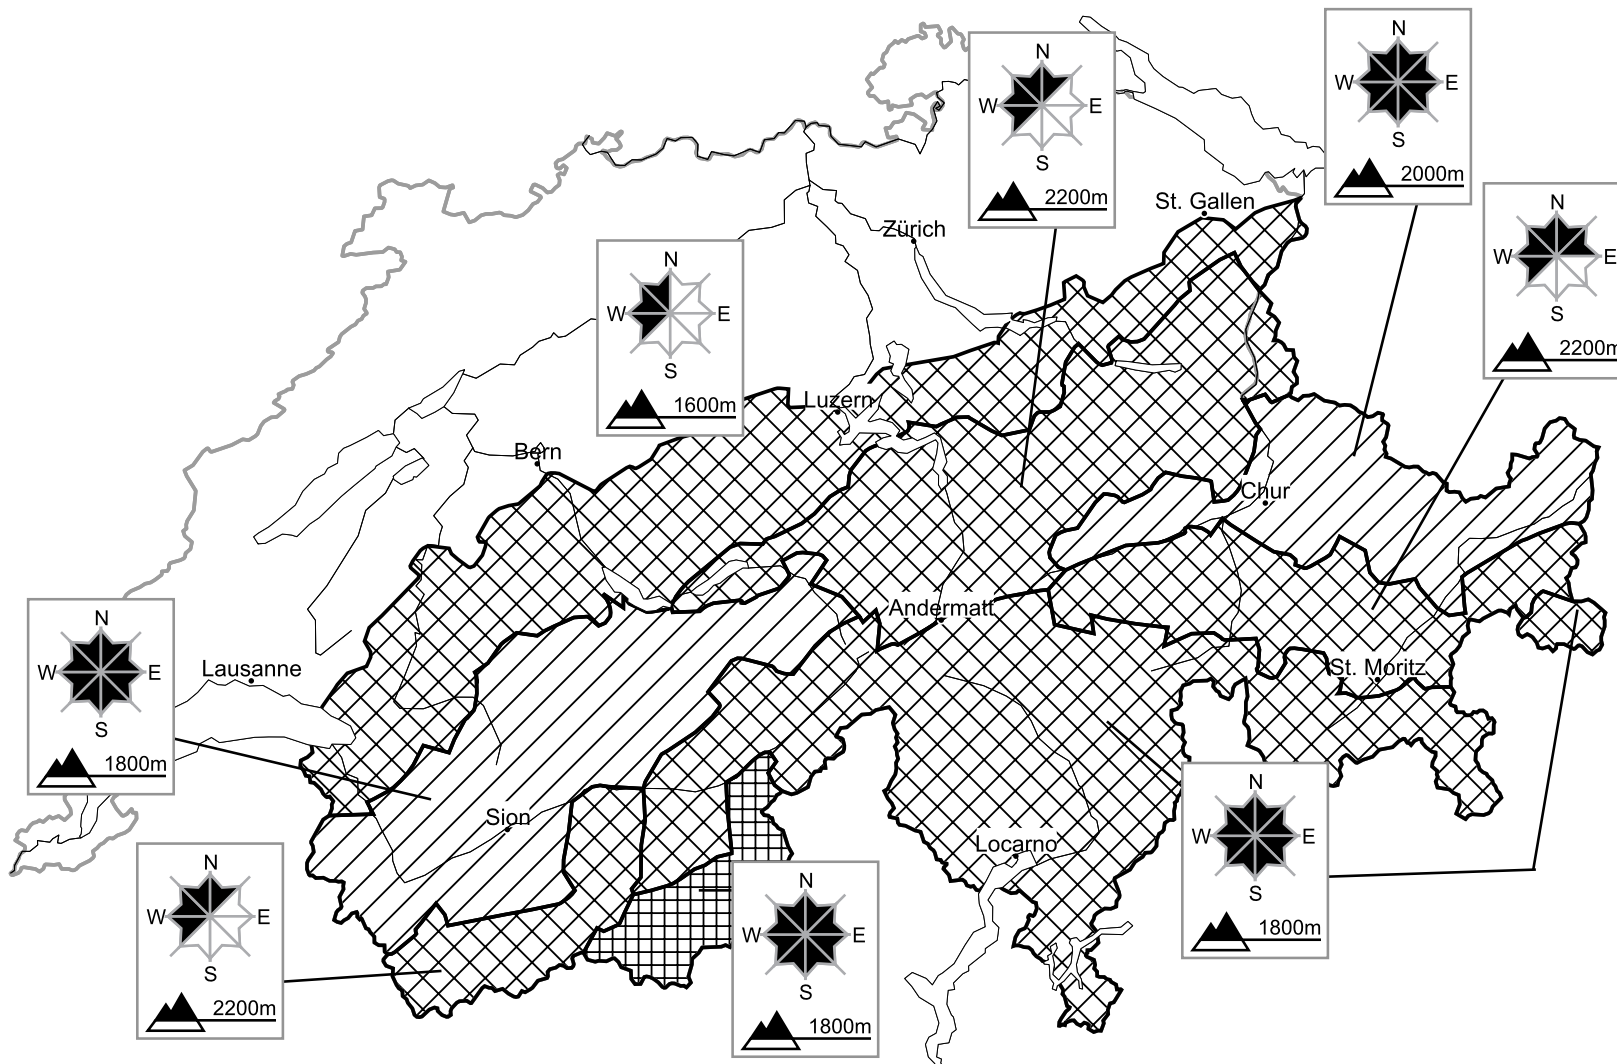 N
W
E
S
2200m
N
W
E
S
2000m
N
W
E
S
2200m
St. Gallen
Zürich
N
W
E
S
1600m
Luzern
Bern
Chur
Andermatt
St. Moritz
Lausanne
N
W
E
S
1800m
Sion
Locarno
N
W
E
S
1800m
N
W
E
S
2200m
N
W
E
S
1800m